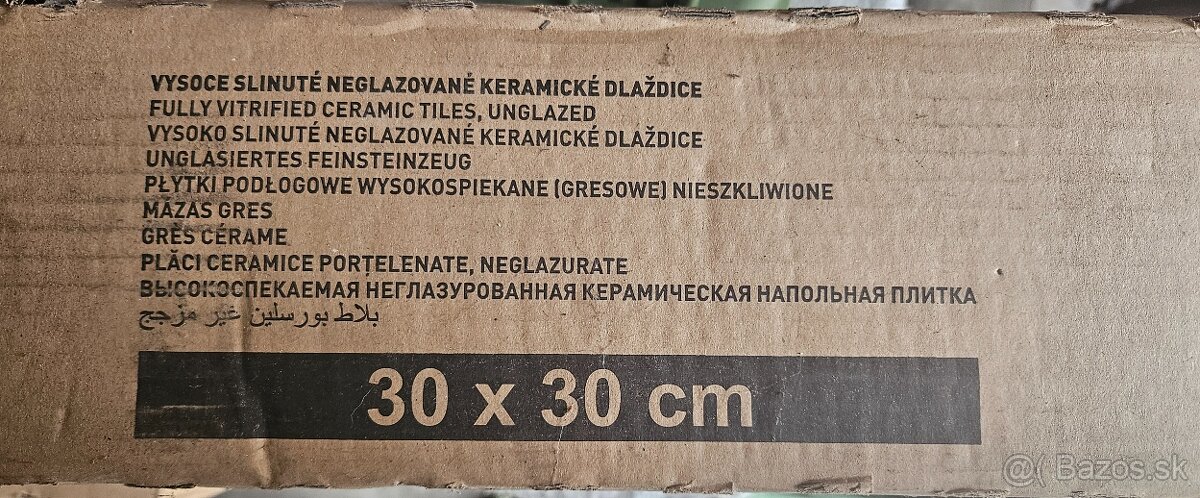 VYSOCE SLINUTÉ NEGLAZOVANÉ KERAMICKÉ DLAŽDICE
FULLY VITRIFIED CERAMIC TILES, UNGLAZED
VYSOKO SLINUTÉ NEGLAZOVANÉ KERAMICKÉ DLAŽDICE
UNGLASIERTES FEINSTEINZEUG
PŁYTKI PODŁOGOWE WYSOKOSPIEKANE (GRESOWE) NIESZKLIWIONE
MÁZAS GRES
GRÈS CÉRAME
PLĂCI CERAMICE PORȚELENATE, NEGLAZURATE
ВЫСОКОСПЕКАЕМАЯ НЕГЛАЗУРОВАННАЯ КЕРАМИЧЕСКАЯ НАПОЛЬНАЯ ПЛИТКА
بلاط بورسلين غير مزجج
30 x 30 cm
@( Bazos.sk